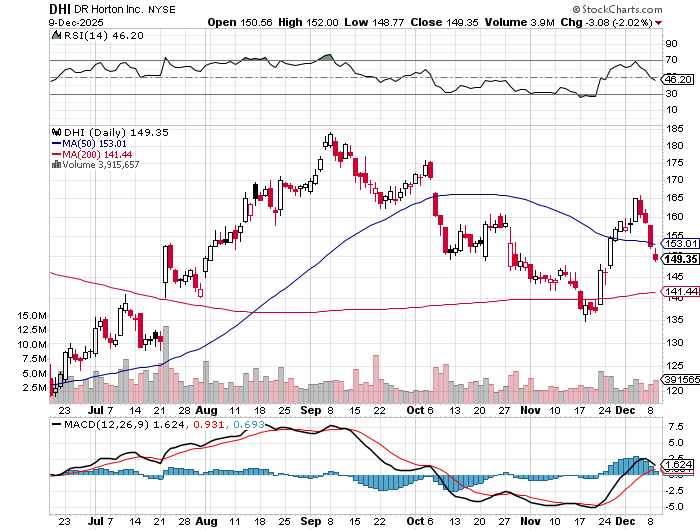 DHI DR Horton Inc. NYSE
© StockCharts.com
9-Dec-2025
Open 150.56 High 152.00 Low 148.77 Close 149.35 Volume 3.9M Chg -3.08 (-2.02%)
RSI(14) 46.20
90
70
46.20
30
10
DHI (Daily) 149.35
MA(50) 153.01
MA(200) 141.44
Volume 3,915,657
185
180
175
170
165
160
155
153.01
149.35
145
141.44
135
130
125
120
15.0M
12.5M
10.0M
7.5M
5.0M
2.5M
391565
23 Jul 7 14 21 28 Aug 11 18 25 Sep 8 15 22 Oct 6 13 20 27 Nov 10 17 24 Dec 8
MACD(12,26,9) 1.624, 0.931, 0.693
7.5
5.0
2.5
1.624
-2.5
-5.0
23 Jul 7 14 21 28 Aug 11 18 25 Sep 8 15 22 Oct 6 13 20 27 Nov 10 17 24 Dec 8